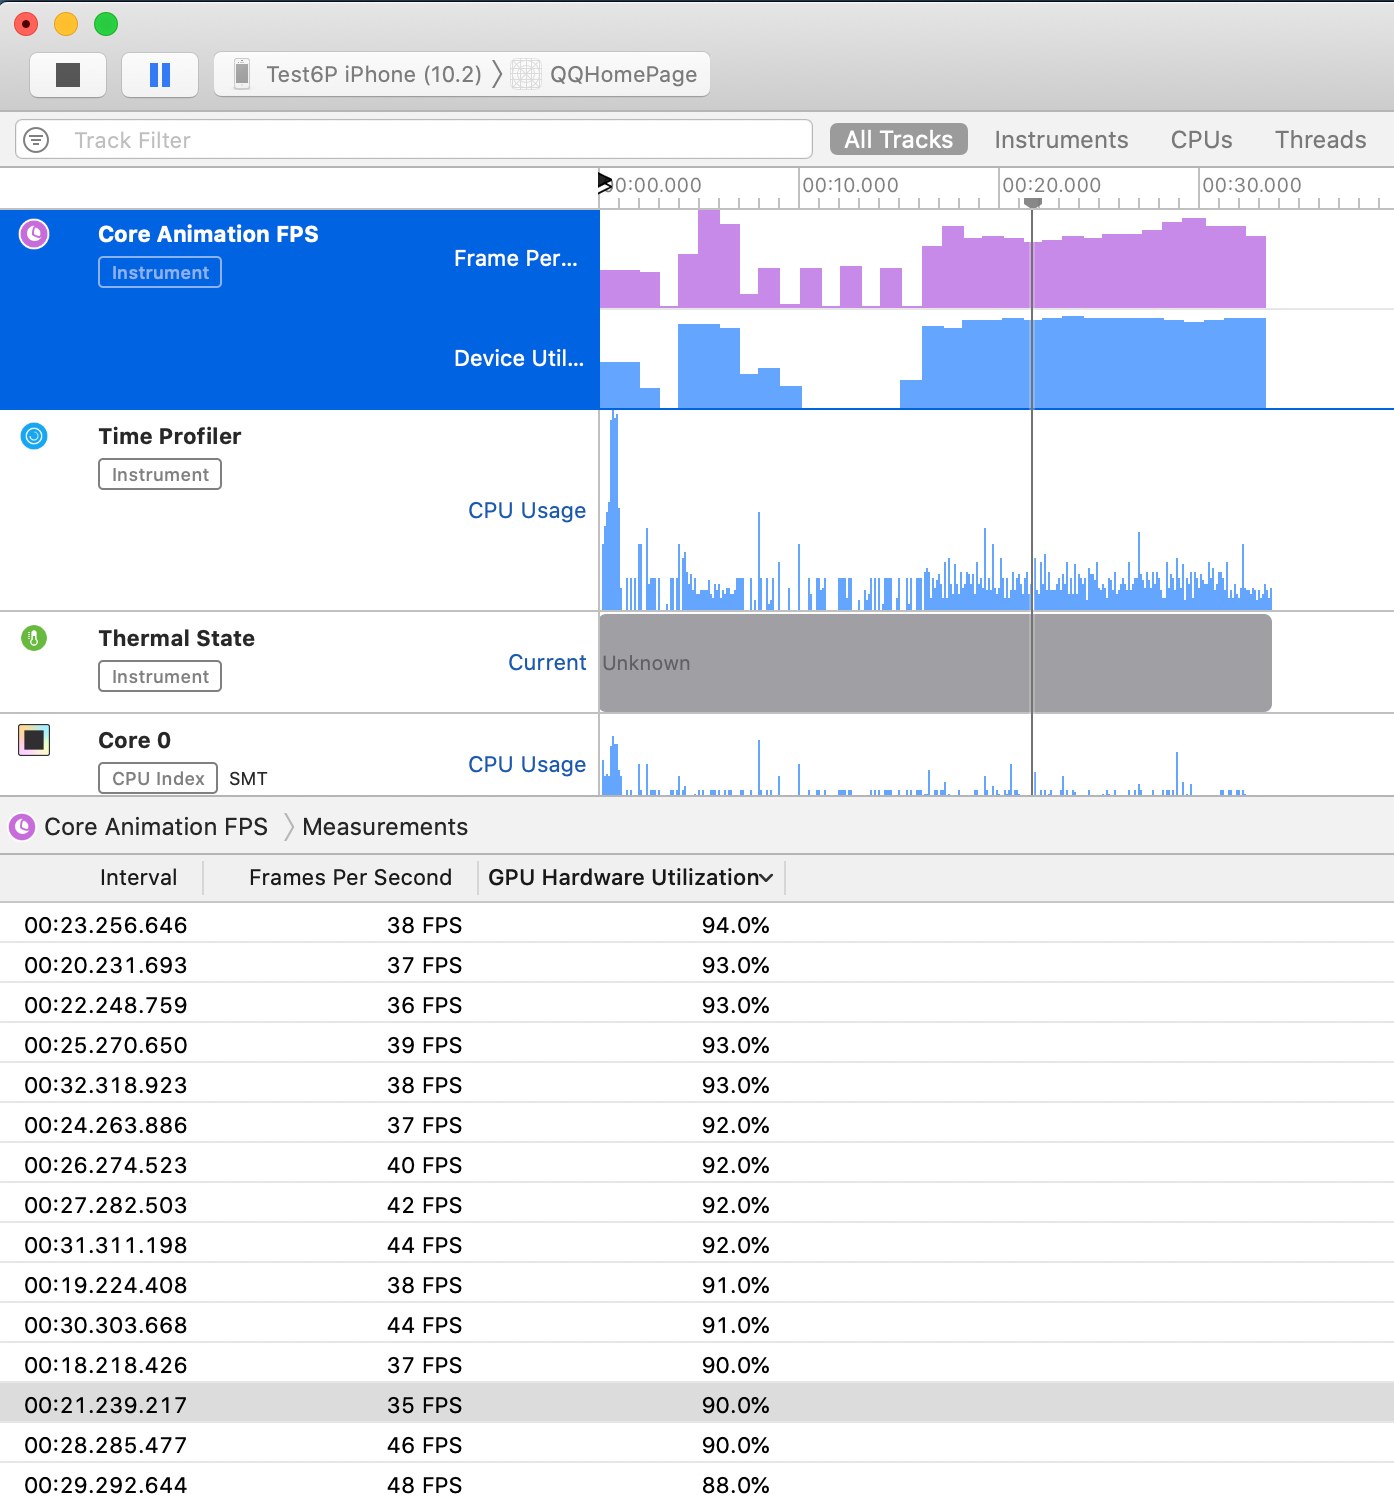 Test6P iPhone (10.2) QQHomePage
Track Filter
All Tracks Instruments CPUs Threads
00:00.000 00:10.000 00:20.000 00:30.000
Core Animation FPS
Instrument
Frame Per...
Device Util...
Time Profiler
Instrument
CPU Usage
Thermal State
Instrument
Current
Unknown
Core 0
CPU Index SMT
CPU Usage
Core Animation FPS Measurements
Interval Frames Per Second GPU Hardware Utilization
00:23.256.646 38 FPS 94.0%
00:20.231.693 37 FPS 93.0%
00:22.248.759 36 FPS 93.0%
00:25.270.650 39 FPS 93.0%
00:32.318.923 38 FPS 93.0%
00:24.263.886 37 FPS 92.0%
00:26.274.523 40 FPS 92.0%
00:27.282.503 42 FPS 92.0%
00:31.311.198 44 FPS 92.0%
00:19.224.408 38 FPS 91.0%
00:30.303.668 44 FPS 91.0%
00:18.218.426 37 FPS 90.0%
00:21.239.217 35 FPS 90.0%
00:28.285.477 46 FPS 90.0%
00:29.292.644 48 FPS 88.0%